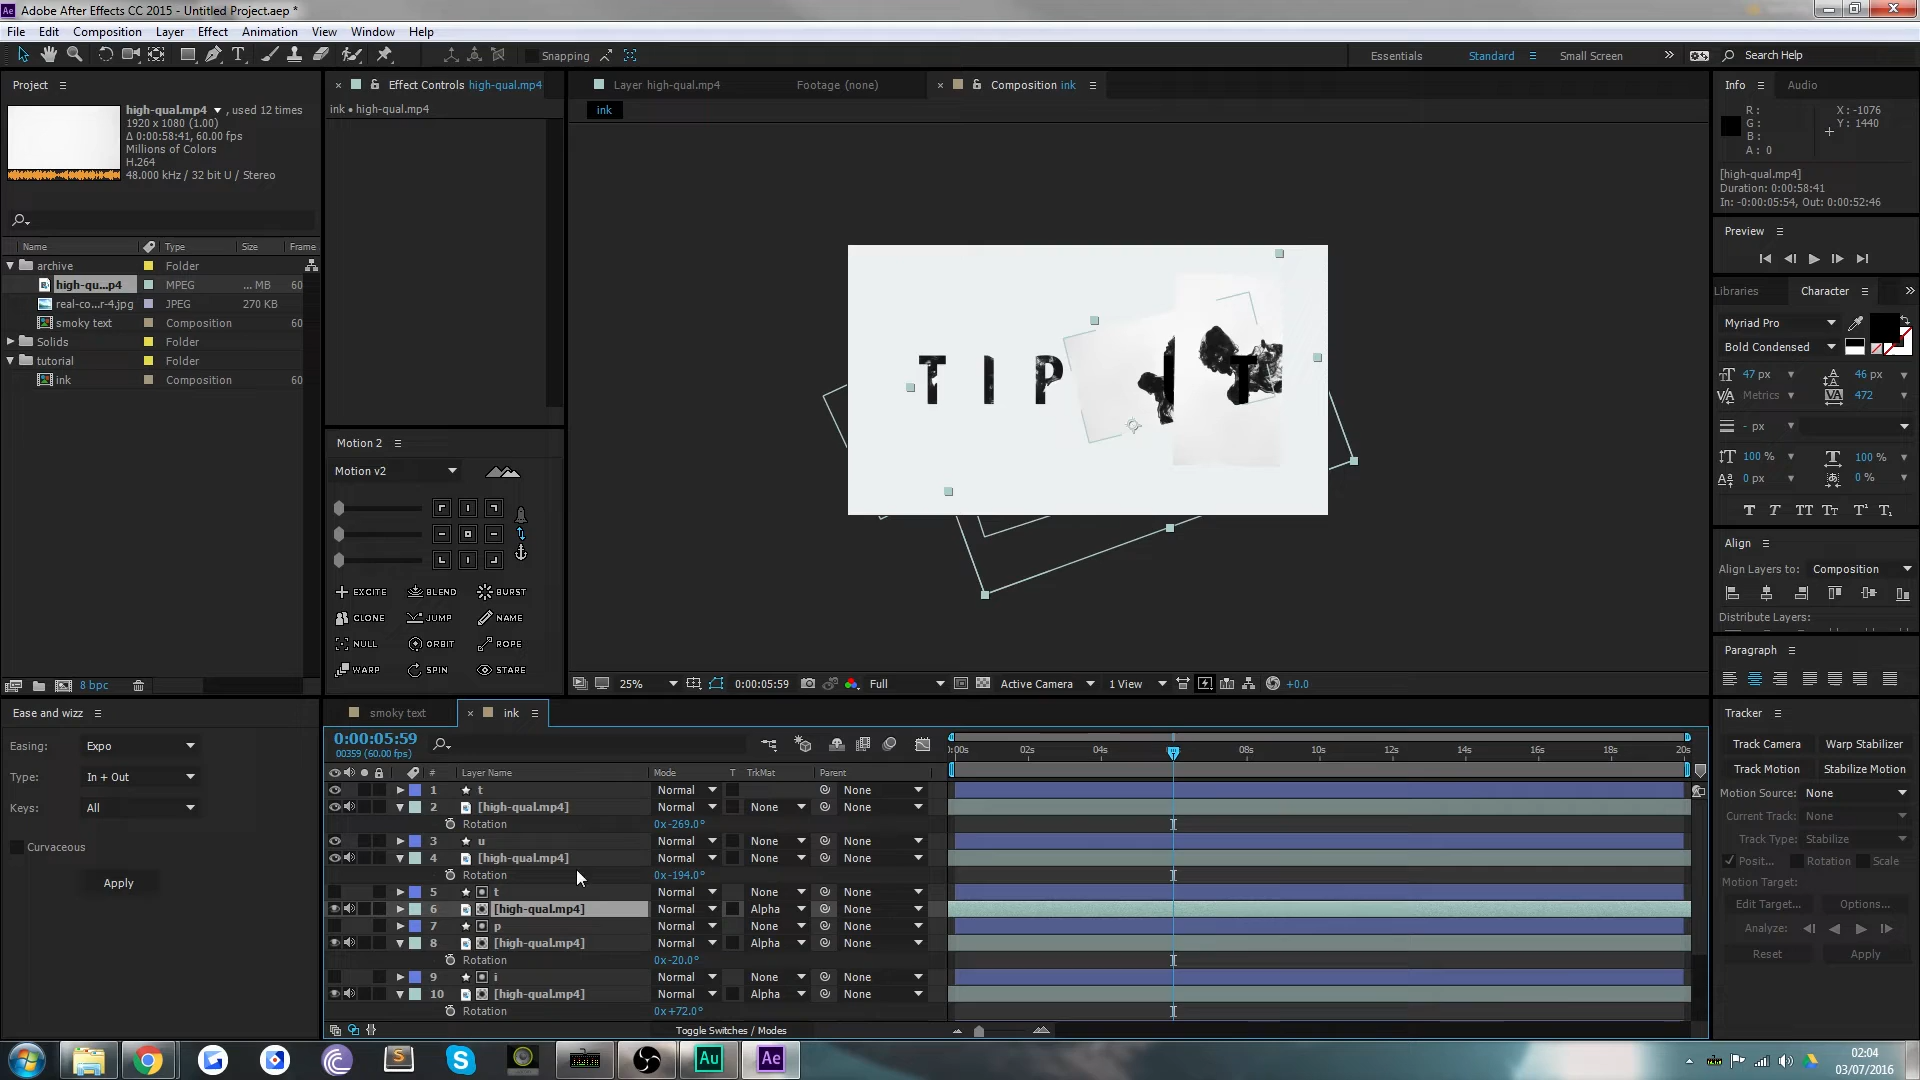 Adobe After Effects CC 2015 - Untitled Project.aep *
File Edit Composition Layer Effect Animation View Window Help
Snapping
Essentials Standard Small Screen Search Help
Project
high-qual.mp4 , used 12 times
1920 x 1080 (1.00)
Δ 0:00:58:41, 60.00 fps
Millions of Colors
H.264
48.000 kHz / 32 bit U / Stereo
Name Type Size Frame
archive Folder
high-qu...p4 MPEG ... MB 60
real-co...r-4.jpg JPEG 270 KB
smoky text Composition 60
Solids Folder
tutorial Folder
ink Composition 60
8 bpc
Effect Controls high-qual.mp4
ink • high-qual.mp4
Motion 2
Motion v2
EXCITE BLEND BURST
CLONE JUMP NAME
NULL ORBIT ROPE
WARP SPIN STARE
Layer high-qual.mp4 Footage (none) Composition ink
ink
TIP I T
25% 0:00:05:59 Full Active Camera 1 View +0.0
Info Audio
R :
G :
B :
A : 0
X : -1076
Y : 1440
[high-qual.mp4]
Duration: 0:00:58:41
In: -0:00:05:54, Out: 0:00:52:46
Preview
Libraries Character
Myriad Pro
Bold Condensed
47 px 46 px
Metrics 472
- px
100 % 100 %
0 px 0 %
T T TT TT T¹ T₁
Align
Align Layers to: Composition
Distribute Layers:
Paragraph
Ease and wizz
Easing: Expo
Type: In + Out
Keys: All
Curvaceous
Apply
smoky text ink
0:00:05:59
00359 (60.00 fps)
:00s 02s 04s 08s 10s 12s 14s 16s 18s 20s
# Layer Name Mode T TrkMat Parent
1 t Normal None
2 [high-qual.mp4] Normal None None
Rotation 0x-269.0°
3 u Normal None None
4 [high-qual.mp4] Normal None None
Rotation 0x-194.0°
5 t Normal None None
6 [high-qual.mp4] Normal Alpha None
7 p Normal None None
8 [high-qual.mp4] Normal Alpha None
Rotation 0x-20.0°
9 i Normal None None
10 [high-qual.mp4] Normal Alpha None
Rotation 0x+72.0°
Toggle Switches / Modes
Tracker
Track Camera Warp Stabilizer
Track Motion Stabilize Motion
Motion Source: None
Current Track: None
Track Type: Stabilize
Posit... Rotation Scale
Motion Target:
Edit Target... Options...
Analyze:
Reset Apply
Au Ae
02:04
03/07/2016